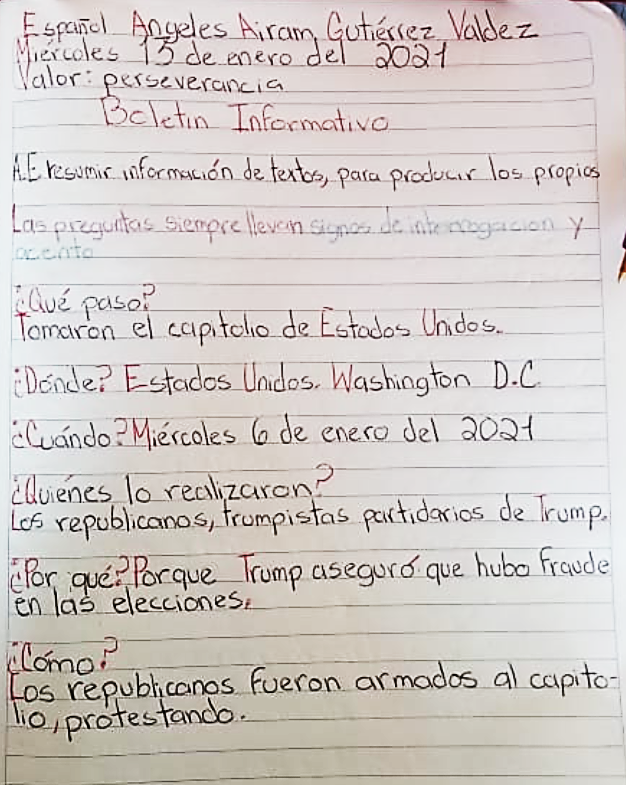 Español Angeles Airam Gutiérrez Valdez
Miércoles 15 de enero del 2021
Valor: perseverancia
Boletin Informativo
A.E resumir información de textos, para producir los propios
Las preguntas siempre llevan signos de interrogacion y
acento
¿Qué paso?
Tomaron el capitolio de Estados Unidos.
¿Dónde? Estados Unidos. Washington D.C
¿Cuándo? Miércoles 6 de enero del 2021
¿Quiénes lo realizaron?
Los republicanos, trumpistas partidarios de Trump.
¿Por qué? Porque Trump aseguró que hubo fraude
en las elecciones.
¿Cómo?
Los republicanos fueron armados al capito-
lio, protestando.